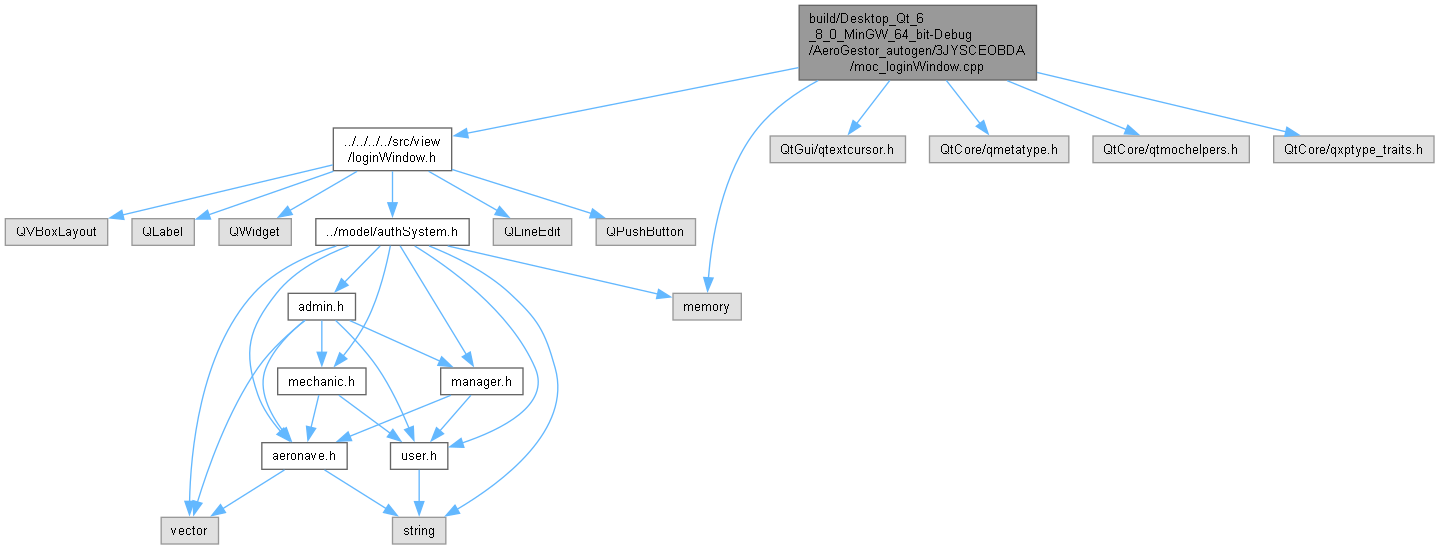 build/Desktop_Qt_6
_8_0_MinGW_64_bit-Debug
/AeroGestor_autogen/3JYSCEOBDA
/moc_loginWindow.cpp
../../../../src/view
/loginWindow.h
QtGui/qtextcursor.h
QtCore/qmetatype.h
QtCore/qtmochelpers.h
QtCore/qxptype_traits.h
QVBoxLayout
QLabel
QWidget
../model/authSystem.h
QLineEdit
QPushButton
admin.h
memory
mechanic.h
manager.h
aeronave.h
user.h
vector
string